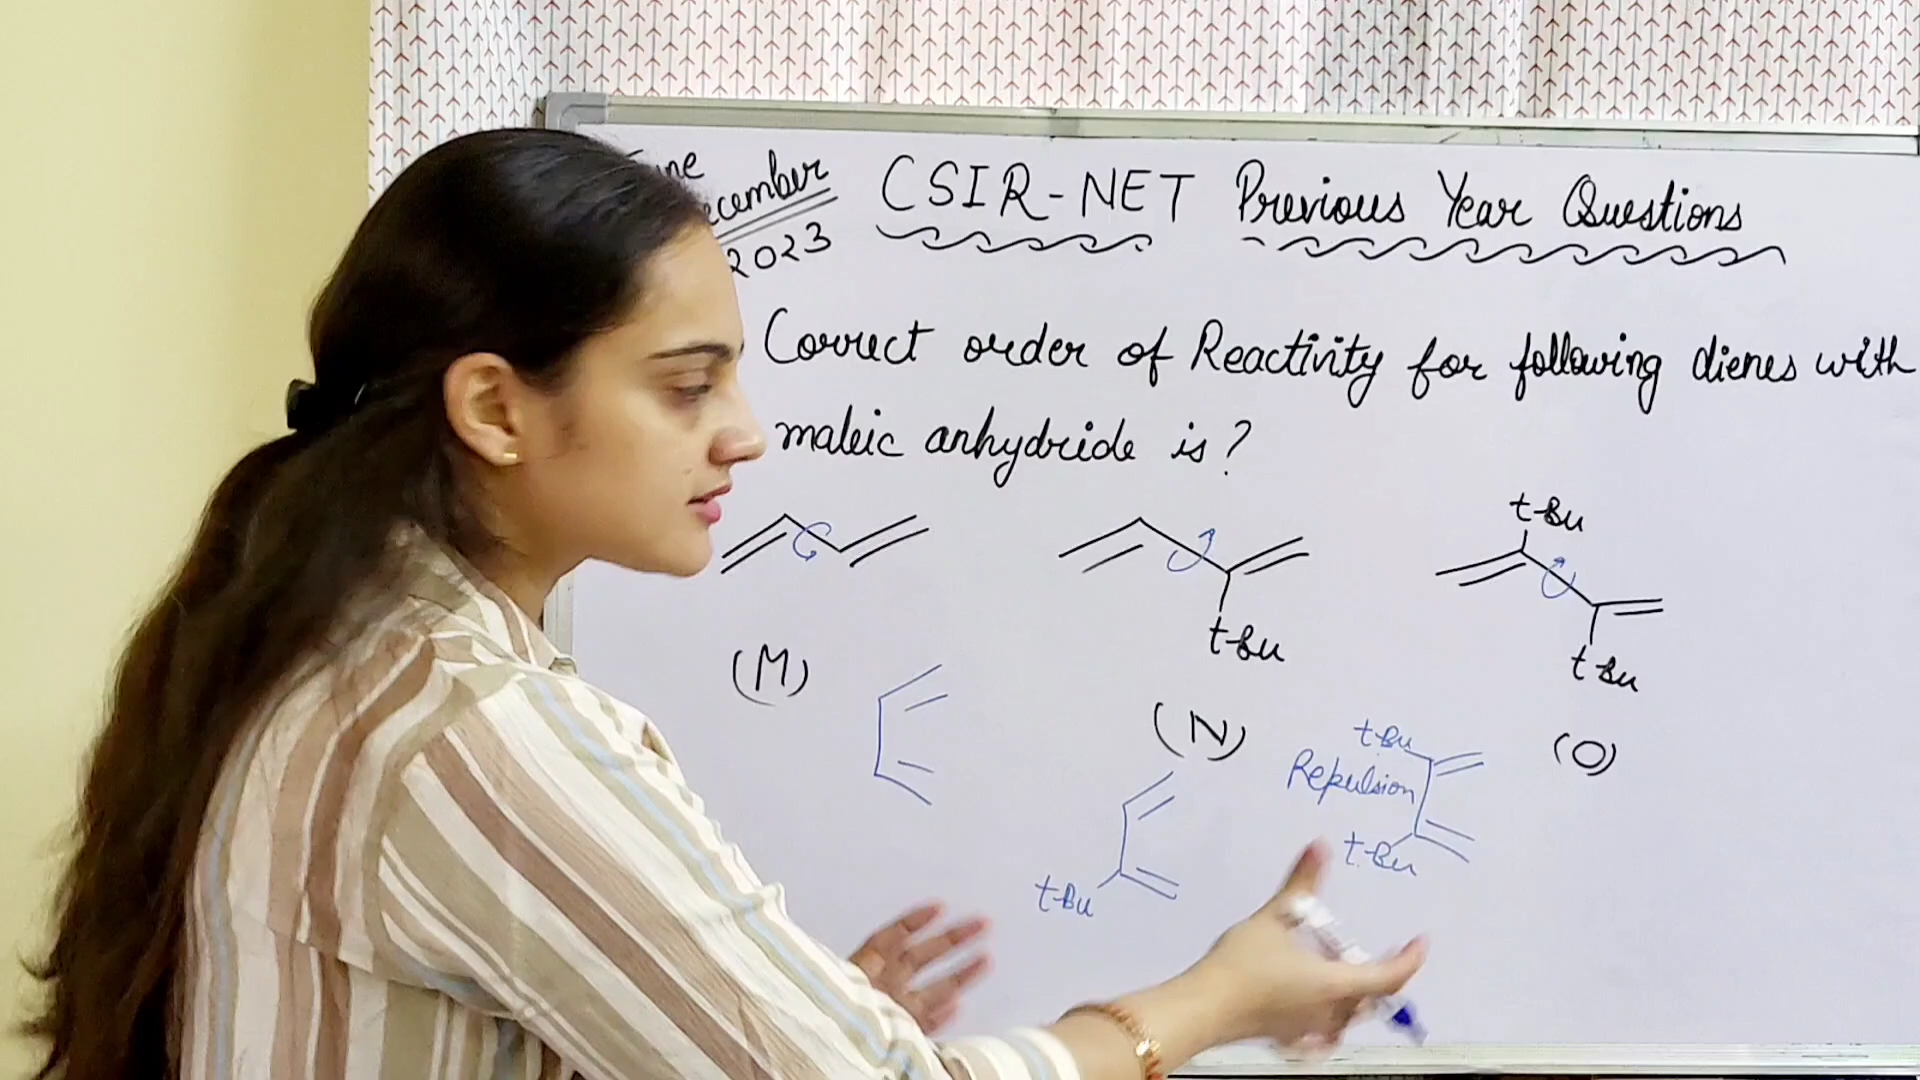 CSIR-NET Previous Year Questions
2023
Correct order of Reactivity for following dienes with
maleic anhydride is?
t-Bu
t-Bu
t-Bu
(M)
(N)
(O)
t-Bu
Repulsion
t-Bu
t-Bu